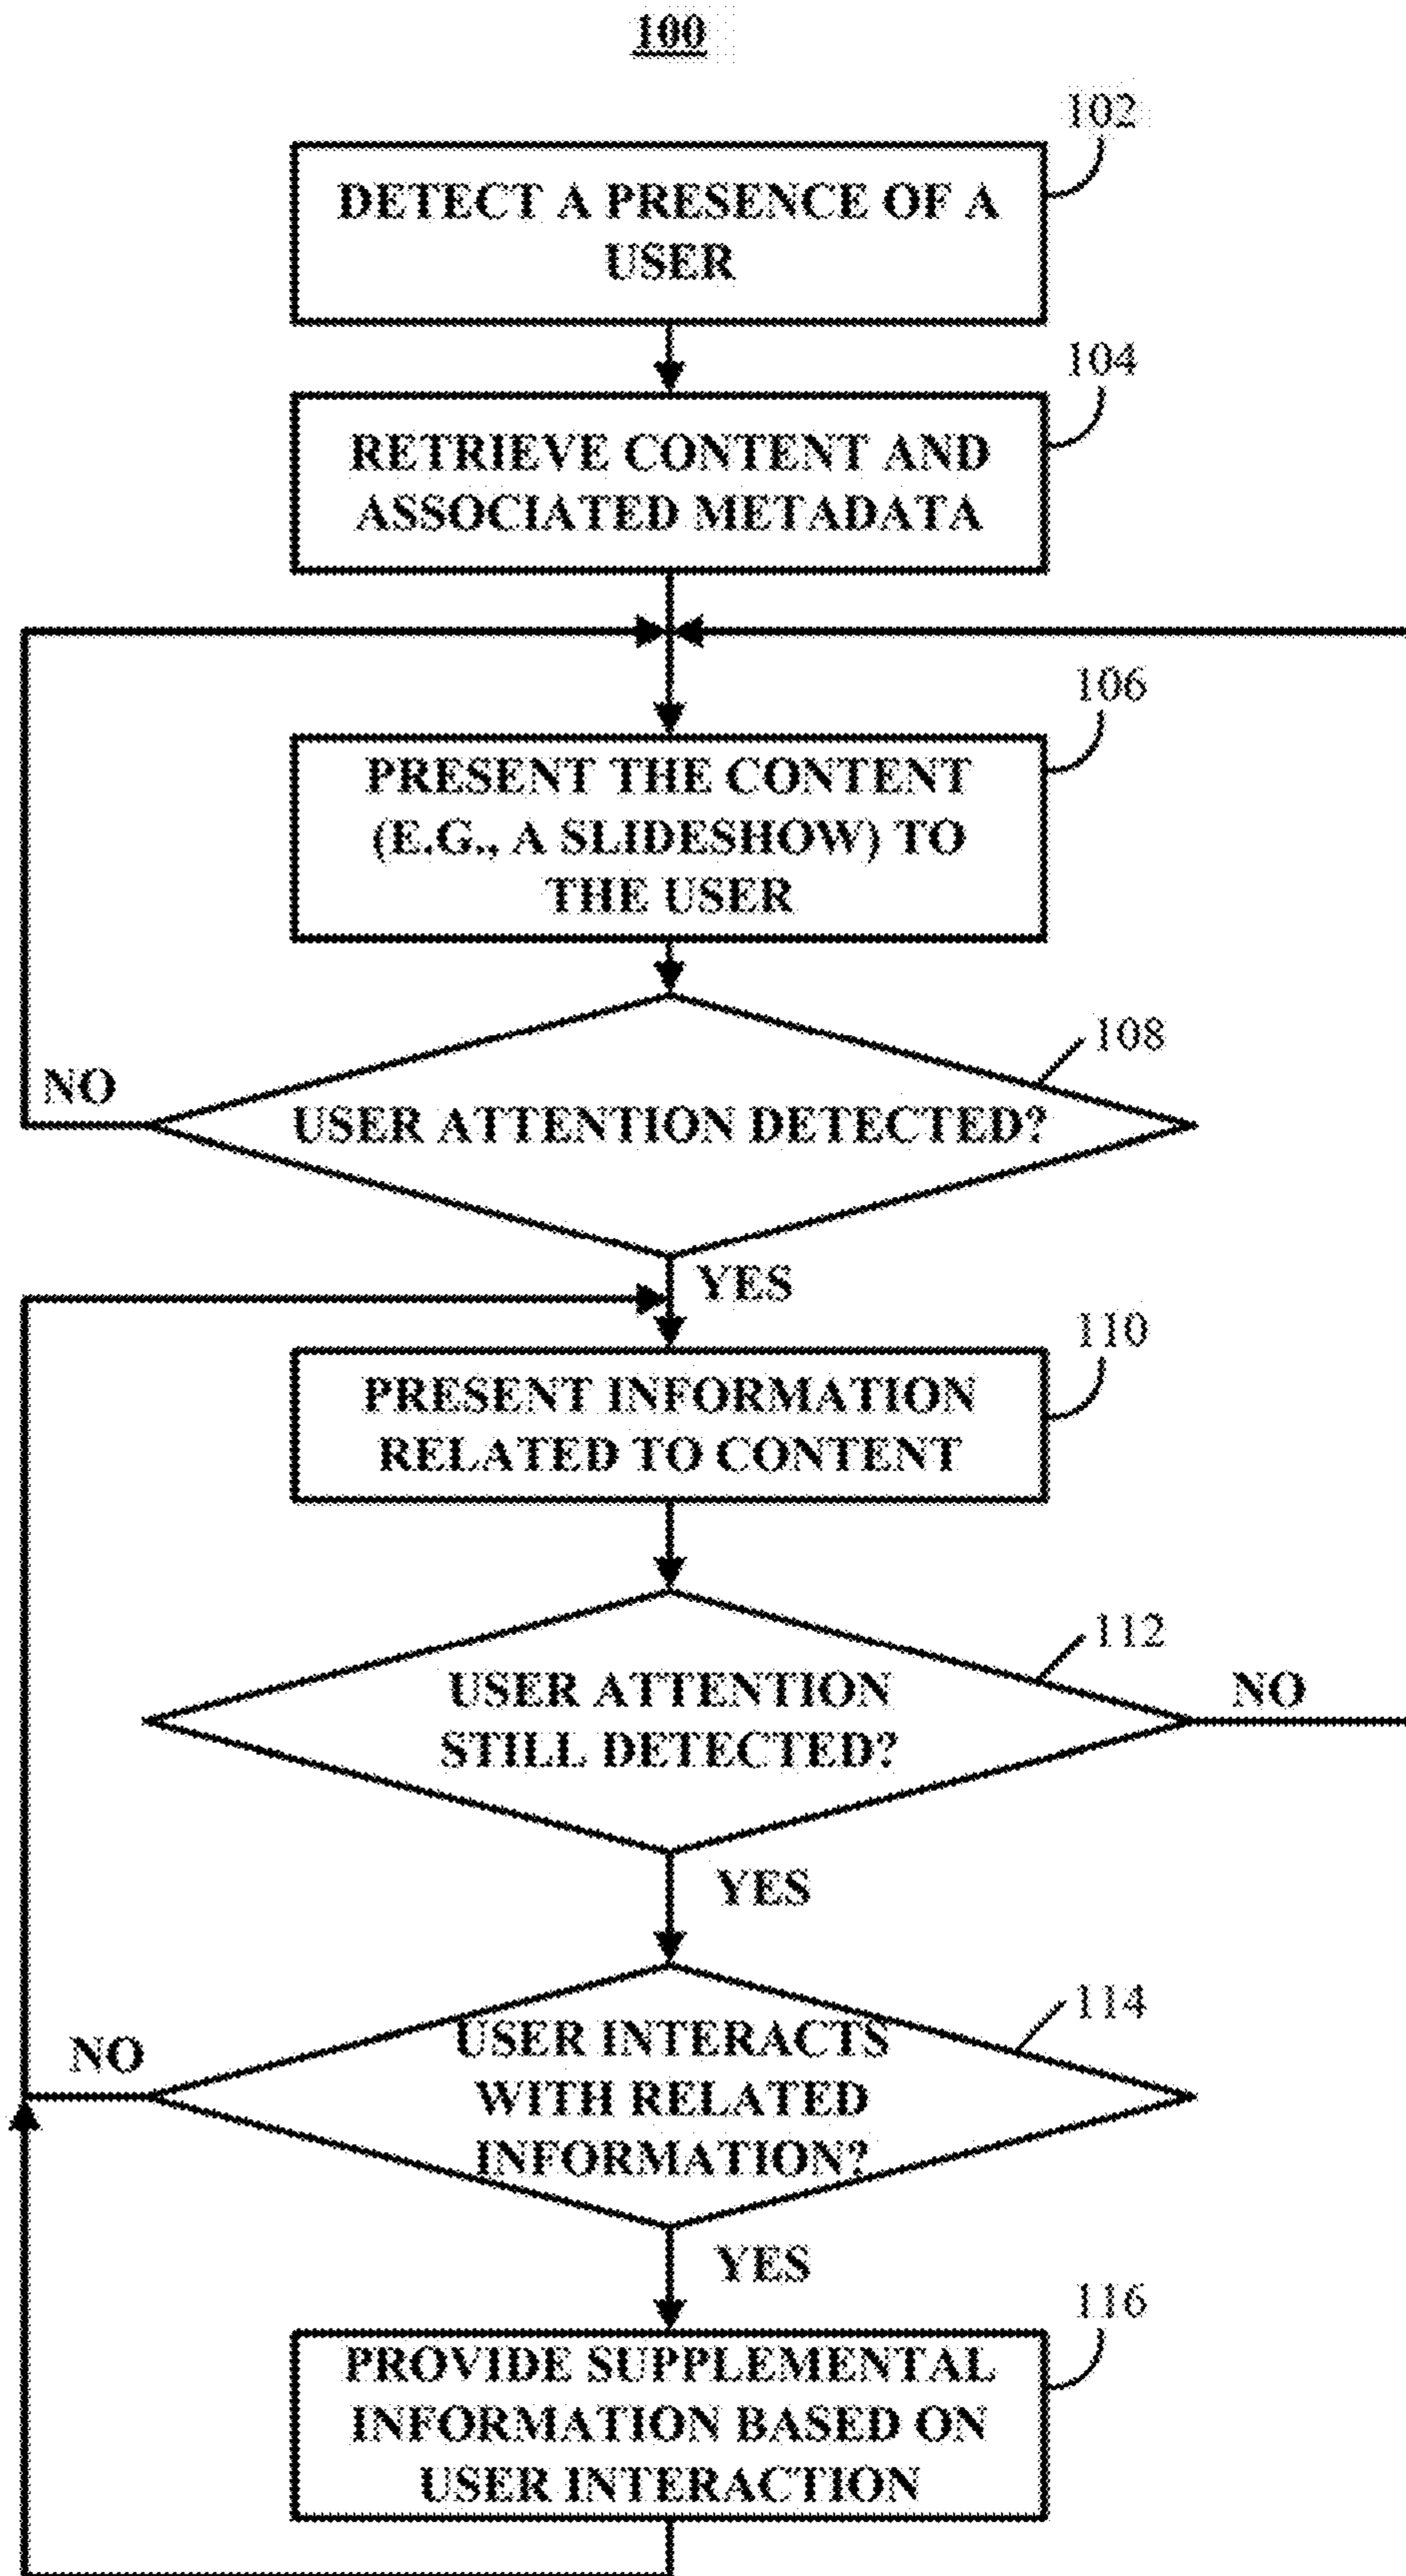 100
102
DETECT A PRESENCE OF A
USER
104
RETRIEVE CONTENT AND
ASSOCIATED METADATA
106
PRESENT THE CONTENT
(E.G., A SLIDESHOW) TO
THE USER
108
NO
USER ATTENTION DETECTED?
YES
110
PRESENT INFORMATION
RELATED TO CONTENT
112
USER ATTENTION
STILL DETECTED?
NO
YES
114
NO
USER INTERACTS
WITH RELATED
INFORMATION?
YES
116
PROVIDE SUPPLEMENTAL
INFORMATION BASED ON
USER INTERACTION